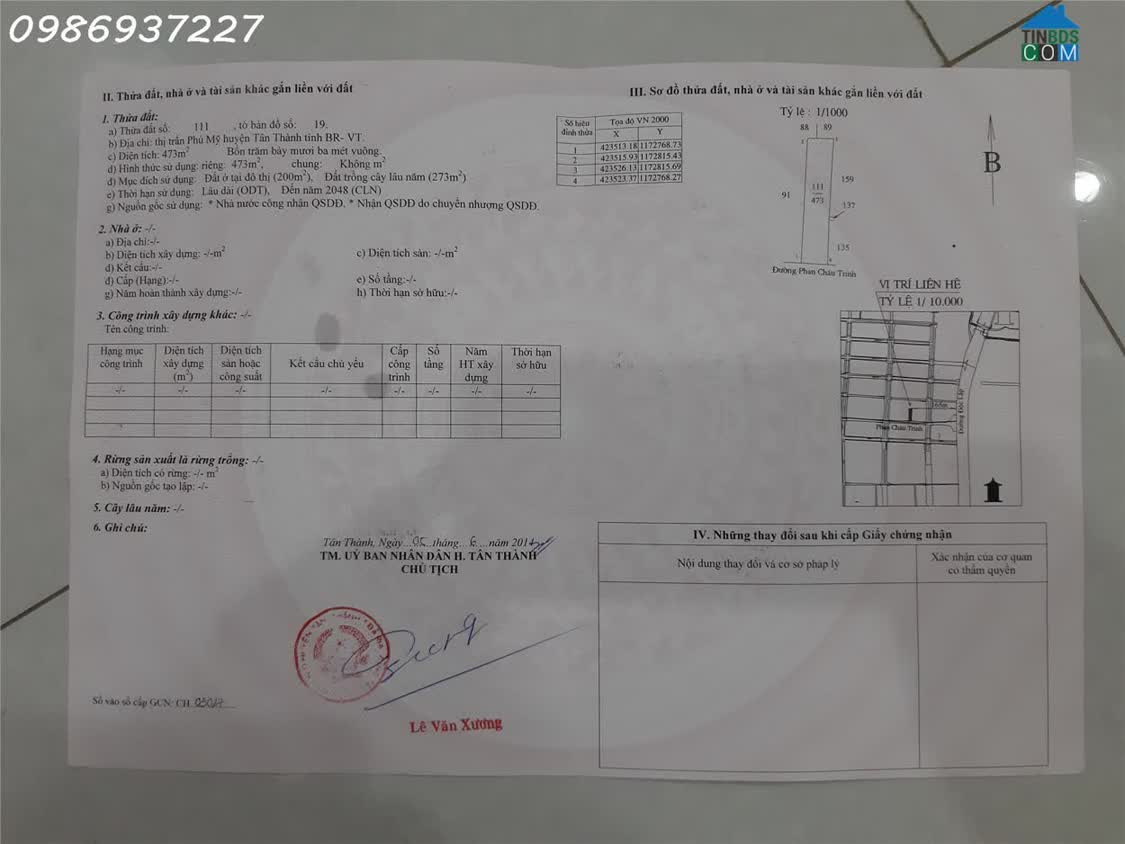 0986937227
TINBDS
COM
II. Thửa đất, nhà ở và tài sản khác gắn liền với đất
1. Thửa đất:
a) Thửa đất số: 111 , tờ bản đồ số: 19.
b) Địa chỉ: thị trấn Phú Mỹ huyện Tân Thành tỉnh BR- VT.
c) Diện tích: 473m² Bốn trăm bảy mươi ba mét vuông.
d) Hình thức sử dụng: riêng: 473m², chung: Không m²
đ) Mục đích sử dụng: Đất ở tại đô thị (200m²), Đất trồng cây lâu năm (273m²)
e) Thời hạn sử dụng: Lâu dài (ODT), Đến năm 2048 (CLN)
g) Nguồn gốc sử dụng: * Nhà nước công nhận QSDĐ. * Nhận QSDĐ do chuyển nhượng QSDĐ.
2. Nhà ở: -/-
a) Địa chỉ:-/-
b) Diện tích xây dựng: -/-m² c) Diện tích sàn: -/-m²
d) Kết cấu:-/-
đ) Cấp (Hạng):-/- e) Số tầng:-/-
g) Năm hoàn thành xây dựng:-/- h) Thời hạn sở hữu:-/-
3. Công trình xây dựng khác: -/-
Tên công trình:
Hạng mục công trình Diện tích xây dựng (m²) Diện tích sàn hoặc công suất Kết cấu chủ yếu Cấp công trình Số tầng Năm HT xây dựng Thời hạn sở hữu
-/- -/- -/- -/- -/- -/- -/- -/-
4. Rừng sản xuất là rừng trồng: -/-
a) Diện tích có rừng: -/- m²
b) Nguồn gốc tạo lập: -/-
5. Cây lâu năm: -/-
6. Ghi chú:
Tân Thành, Ngày...05...tháng...6...năm 2014
TM. UỶ BAN NHÂN DÂN H. TÂN THÀNH
CHỦ TỊCH
Lê Văn Xương
Số vào sổ cấp GCN: CH
III. Sơ đồ thửa đất, nhà ở và tài sản khác gắn liền với đất
Số hiệu đỉnh thửa Tọa độ VN 2000
X Y
1 423513.18 1172768.73
2 423515.93 1172815.43
3 423526.13 1172815.69
4 423523.37 1172768.27
Tỷ lệ : 1/1000
88 89
159
91 111
473
137
135
Đường Phan Châu Trinh
B
VỊ TRÍ LIÊN HỆ
TỶ LỆ 1/ 10.000
Phan Châu Trinh
Đường Độc Lập
IV. Những thay đổi sau khi cấp Giấy chứng nhận
Nội dung thay đổi và cơ sở pháp lý
Xác nhận của cơ quan
có thẩm quyền